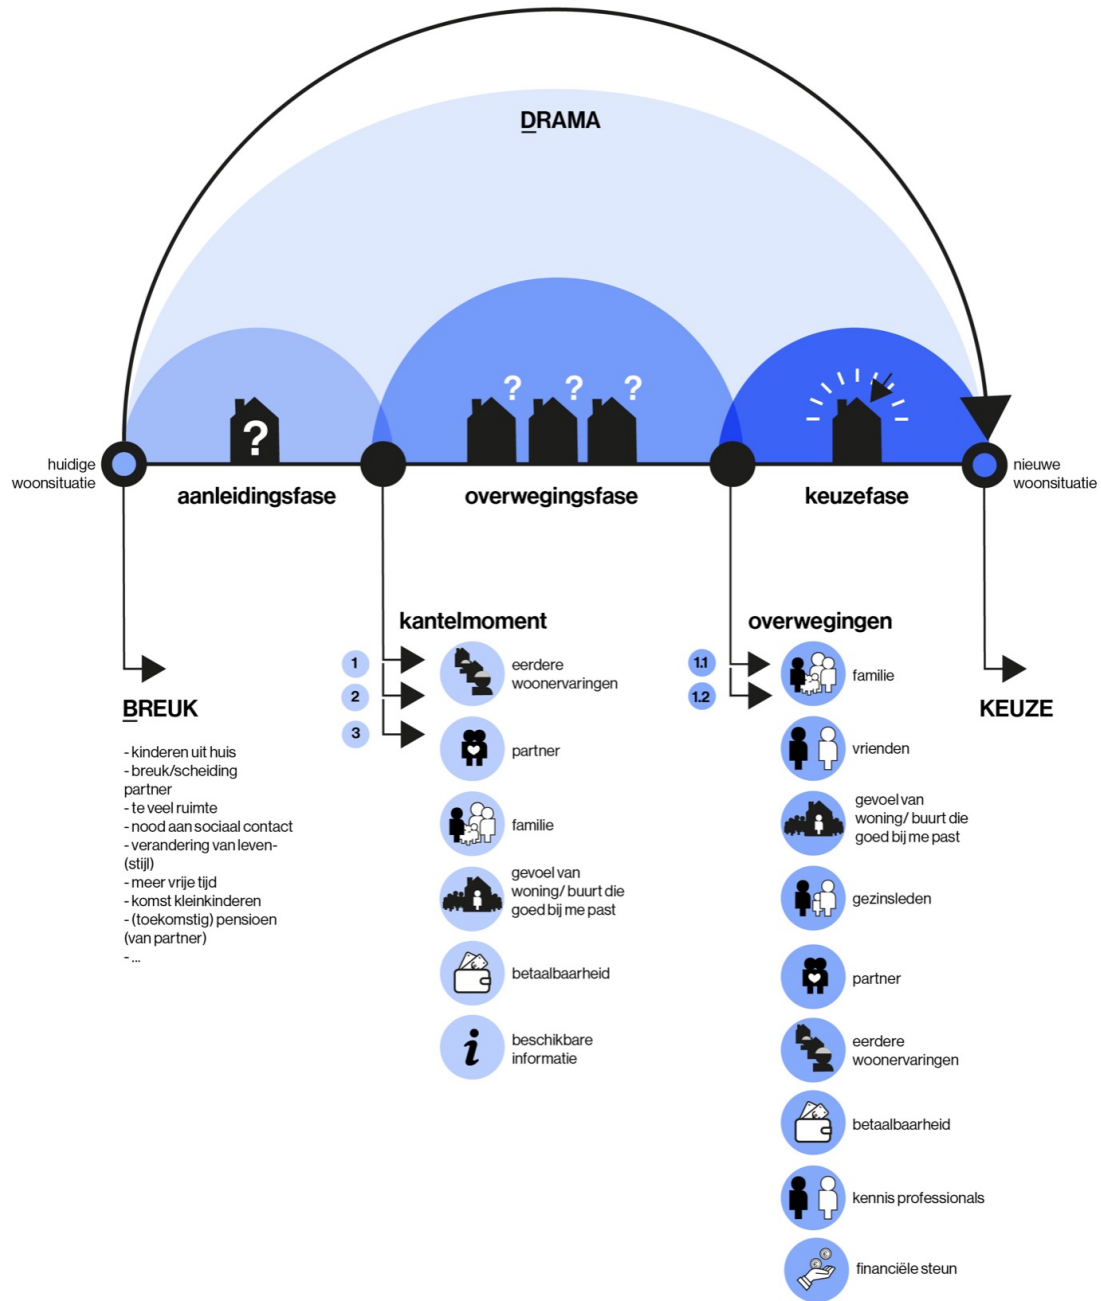 DRAMA
?
?
?
?
huidige
woonsituatie
nieuwe
woonsituatie
aanleidingsfase
overwegingsfase
keuzefase
BREUK
- kinderen uit huis
- breuk/scheiding
partner
- te veel ruimte
- nood aan sociaal contact
- verandering van leven-
(stijl)
- meer vrije tijd
- komst kleinkinderen
- (toekomstig) pensioen
(van partner)
- ...
kantelmoment
1
2
3
eerdere
woonervaringen
partner
familie
gevoel van
woning/ buurt die
goed bij me past
betaalbaarheid
i
beschikbare
informatie
overwegingen
1.1
1.2
familie
vrienden
gevoel van
woning/ buurt die
goed bij me past
gezinsleden
partner
eerdere
woonervaringen
betaalbaarheid
kennis professionals
financiële steun
KEUZE